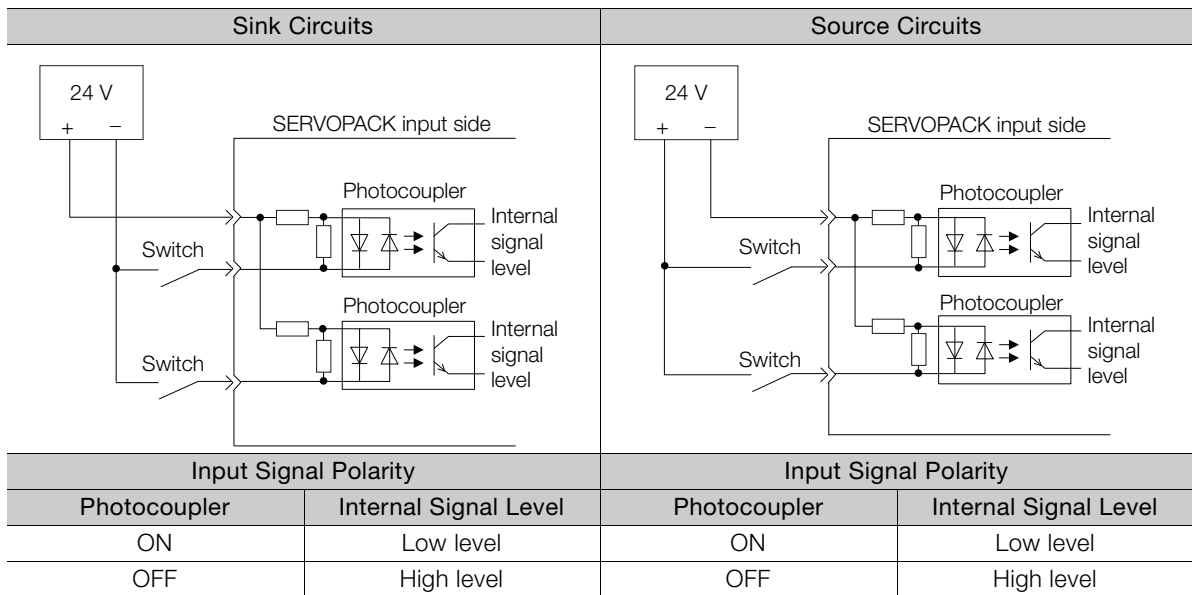 Sink Circuits
Source Circuits
24 V
+ −
SERVOPACK input side
Photocoupler
Internal
signal
level
Switch
Photocoupler
Internal
signal
level
Switch
24 V
+ −
SERVOPACK input side
Photocoupler
Internal
signal
level
Switch
Photocoupler
Internal
signal
level
Switch
Input Signal Polarity
Input Signal Polarity
Photocoupler Internal Signal Level Photocoupler Internal Signal Level
ON Low level ON Low level
OFF High level OFF High level